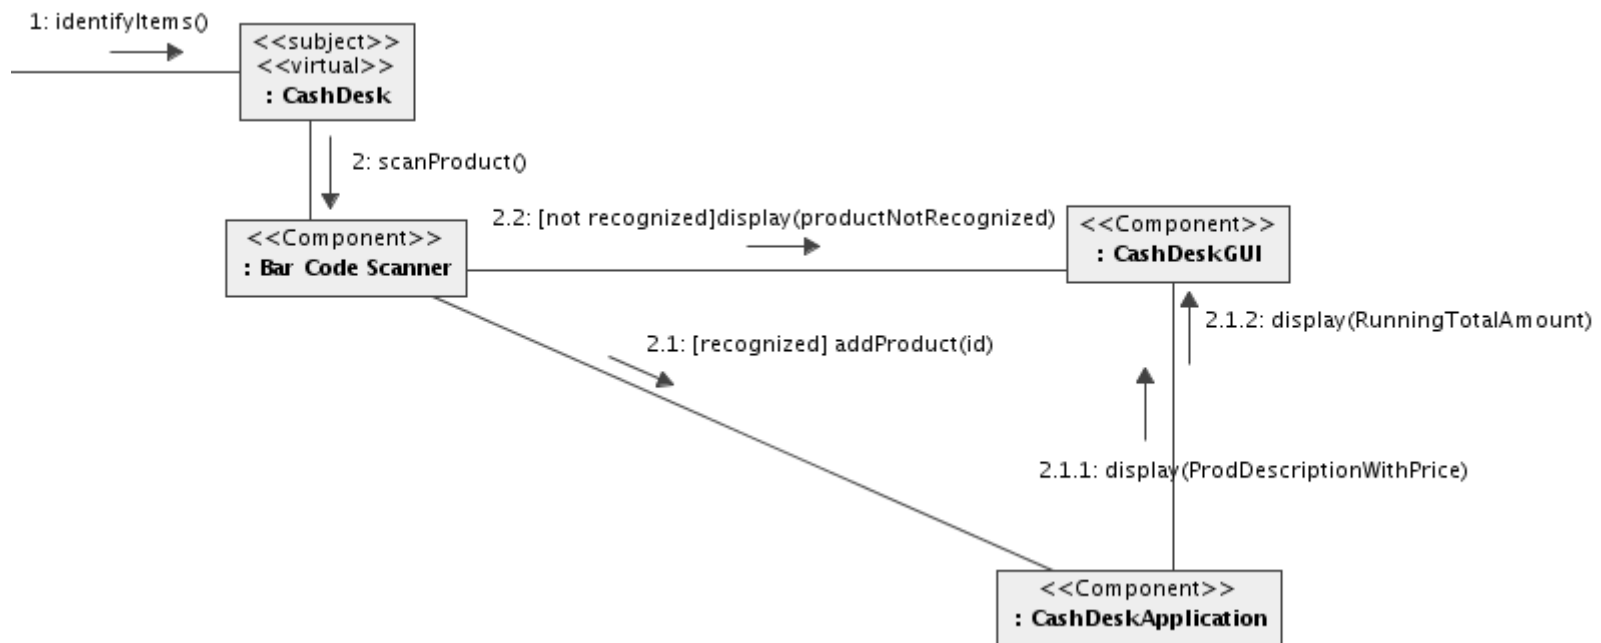 1: identifyItems()
<<subject>>
<<virtual>>
: CashDesk
2: scanProduct()
2.2: [not recognized]display(productNotRecognized)
<<Component>>
: Bar Code Scanner
<<Component>>
: CashDeskGUI
2.1.2: display(RunningTotalAmount)
2.1: [recognized] addProduct(id)
2.1.1: display(ProdDescriptionWithPrice)
<<Component>>
: CashDeskApplication